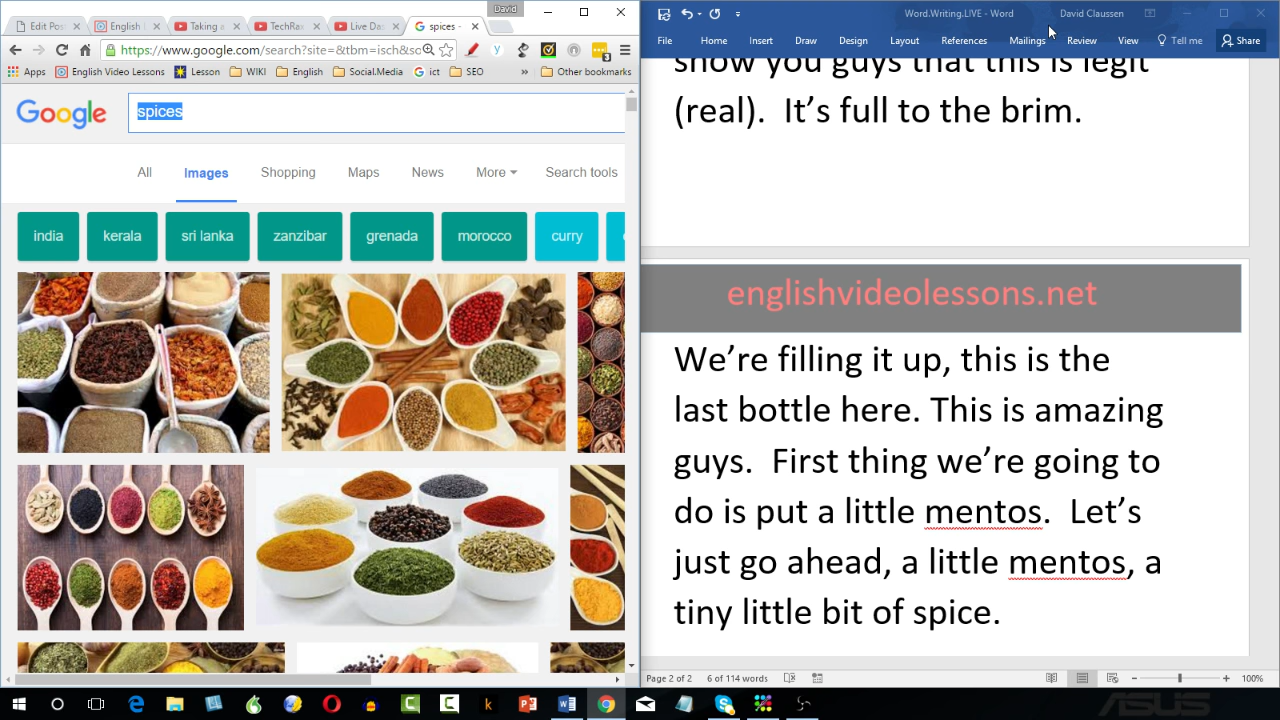 David
Edit Pos
English
Taking a
TechRax
Live Das
spices -
https://www.google.com/search?site=&tbm=isch&so
Apps
English Video Lessons
Lesson
WIKI
English
Social.Media
ict
SEO
»
Other bookmarks
Google
spices
All
Images
Shopping
Maps
News
More
Search tools
india
kerala
sri lanka
zanzibar
grenada
morocco
curry
Word.Writing.LIVE - Word
David Claussen
File
Home
Insert
Draw
Design
Layout
References
Mailings
Review
View
Tell me
Share
show you guys that this is legit
(real).  It's full to the brim.
englishvideolessons.net
We're filling it up, this is the
last bottle here. This is amazing
guys.  First thing we're going to
do is put a little mentos.  Let's
just go ahead, a little mentos, a
tiny little bit of spice.
Page 2 of 2
6 of 114 words
100%
ASUS